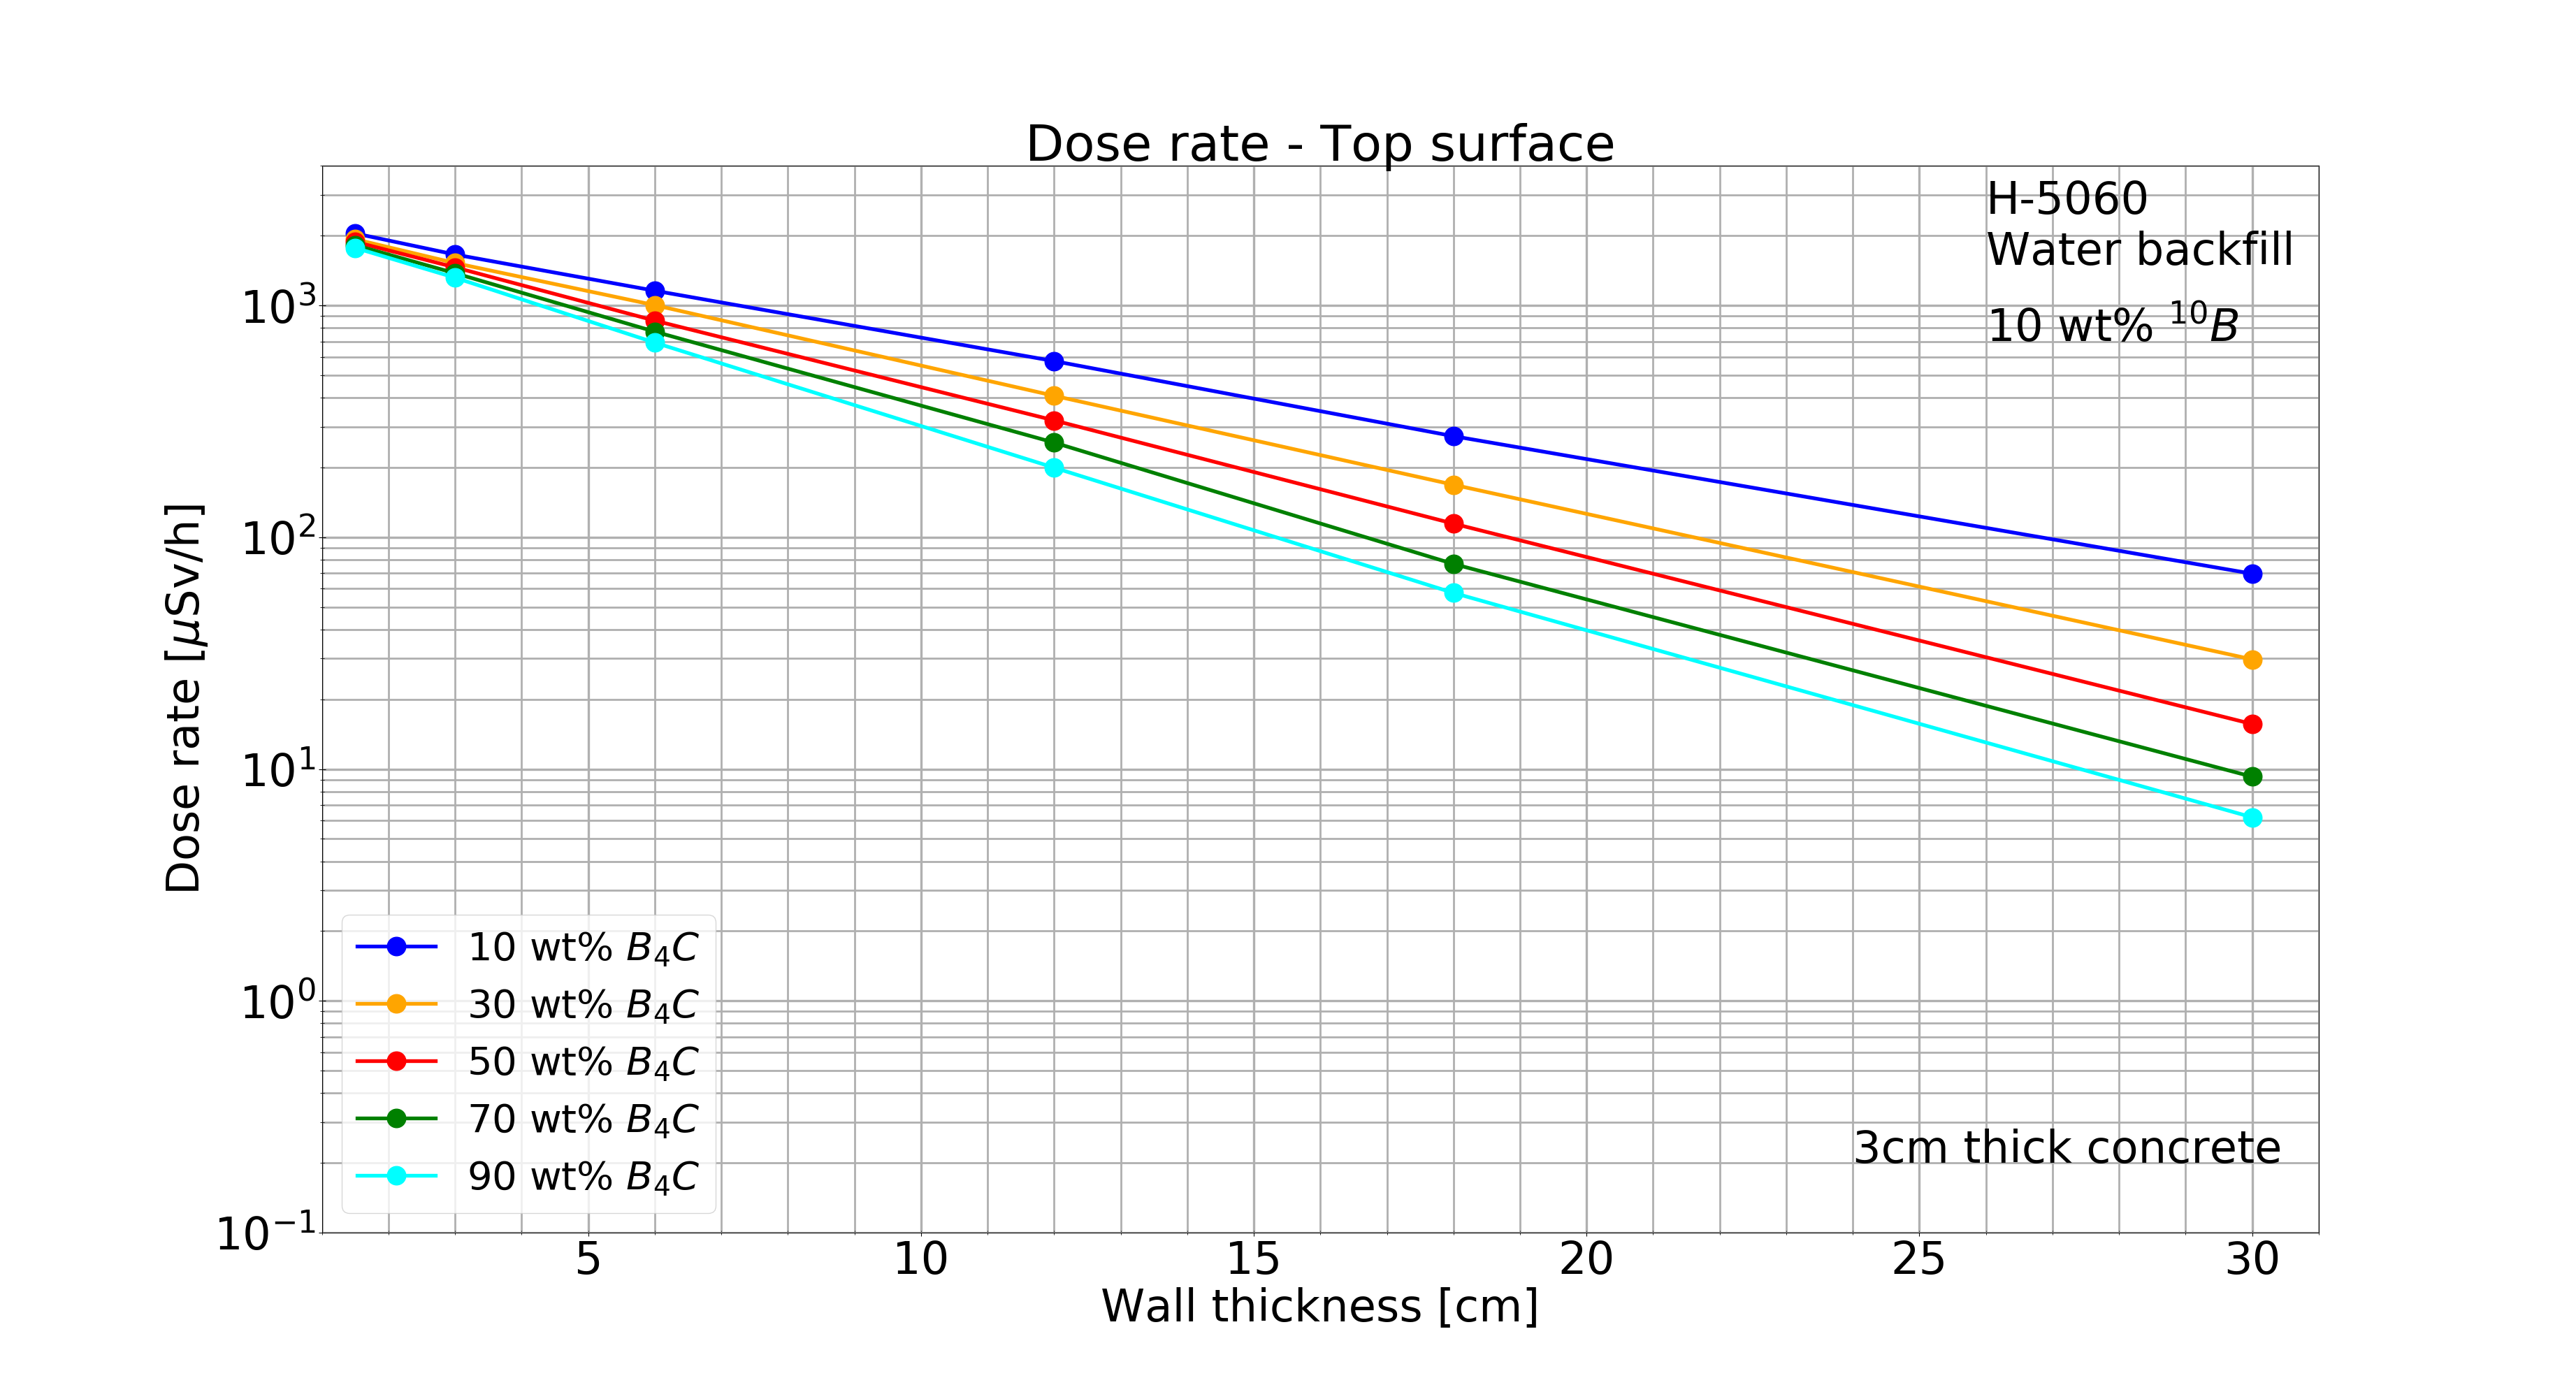 Dose rate - Top surface
H-5060
Water backfill
10 wt% ¹⁰B
Dose rate [μSv/h]
10³
10²
10¹
10⁰
10⁻¹
10 wt% B₄C
30 wt% B₄C
50 wt% B₄C
70 wt% B₄C
90 wt% B₄C
3cm thick concrete
5 10 15 20 25 30
Wall thickness [cm]